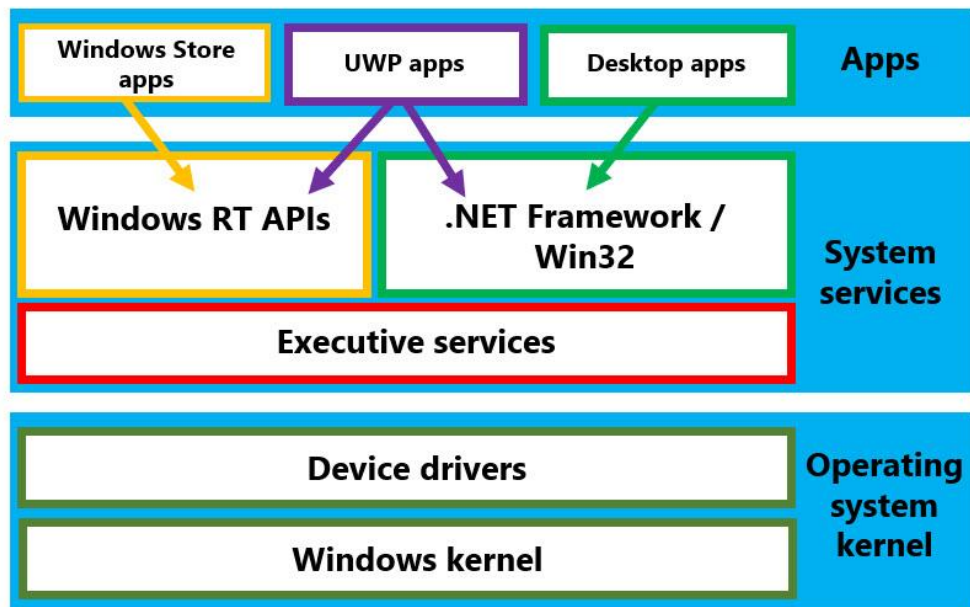 Windows Store
apps
UWP apps
Desktop apps
Apps
Windows RT APIs
.NET Framework /
Win32
Executive services
System
services
Device drivers
Windows kernel
Operating
system
kernel